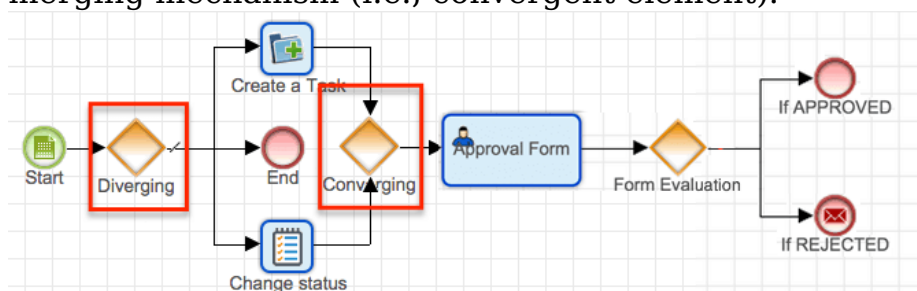 merging mechanism (i.e., convergent element).
Create a Task
If APPROVED
Approval Form
Start
Diverging
End
Converging
Form Evaluation
If REJECTED
Change status